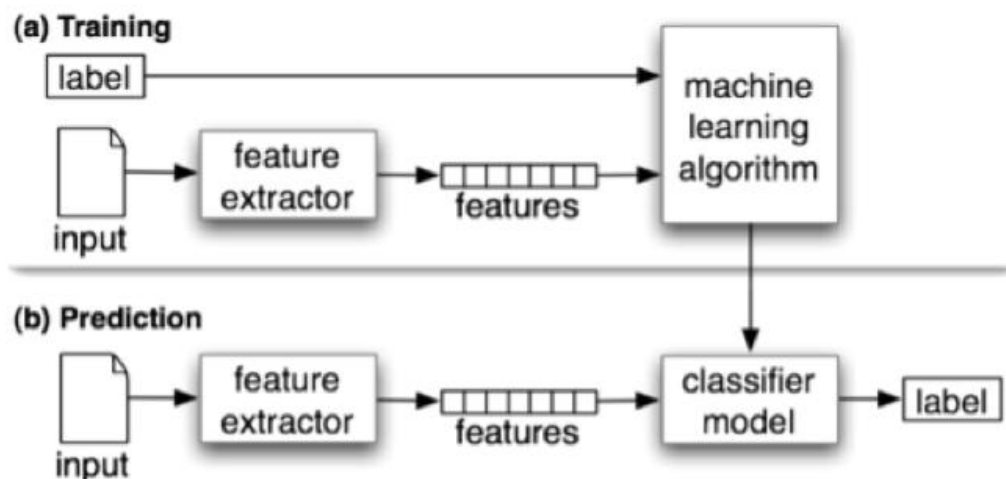 (a) Training
label
machine
learning
algorithm
feature
extractor
features
input
(b) Prediction
feature
extractor
features
classifier
model
label
input